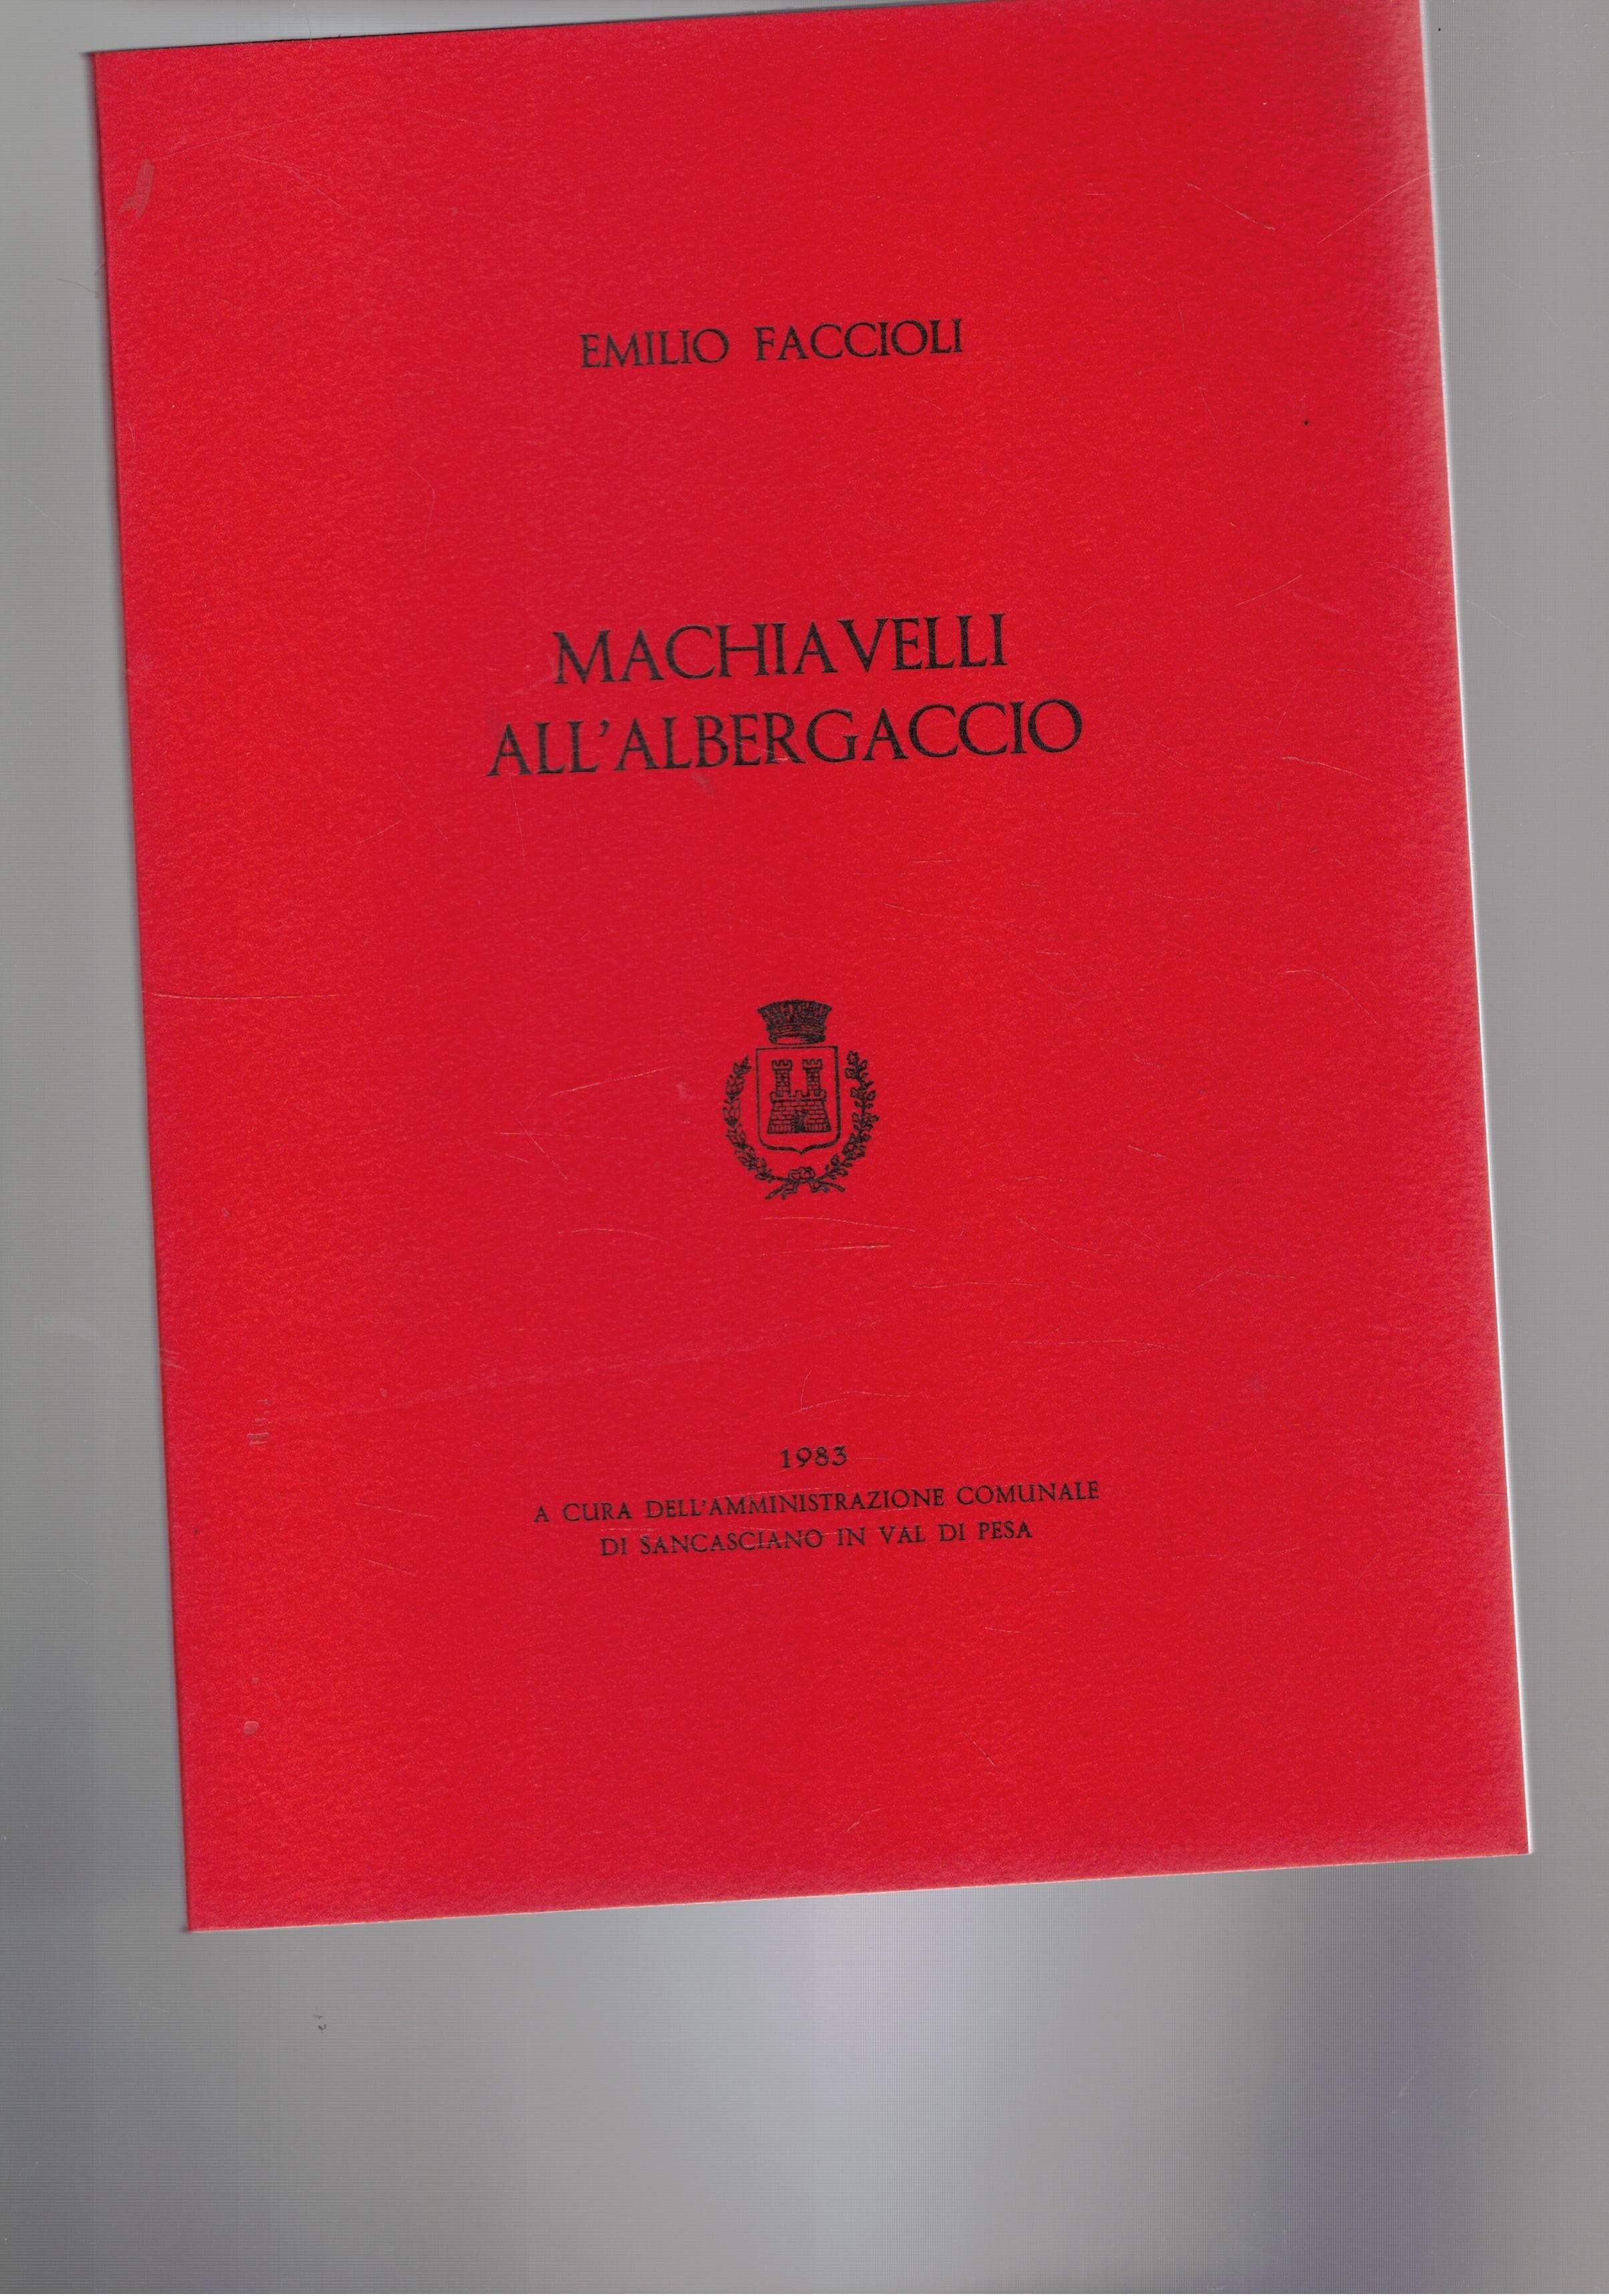 EMILIO FACCIOLI
MACHIAVELLI
ALL'ALBERGACCIO
1983
A CURA DELL'AMMINISTRAZIONE COMUNALE
DI SANCASCIANO IN VAL DI PESA